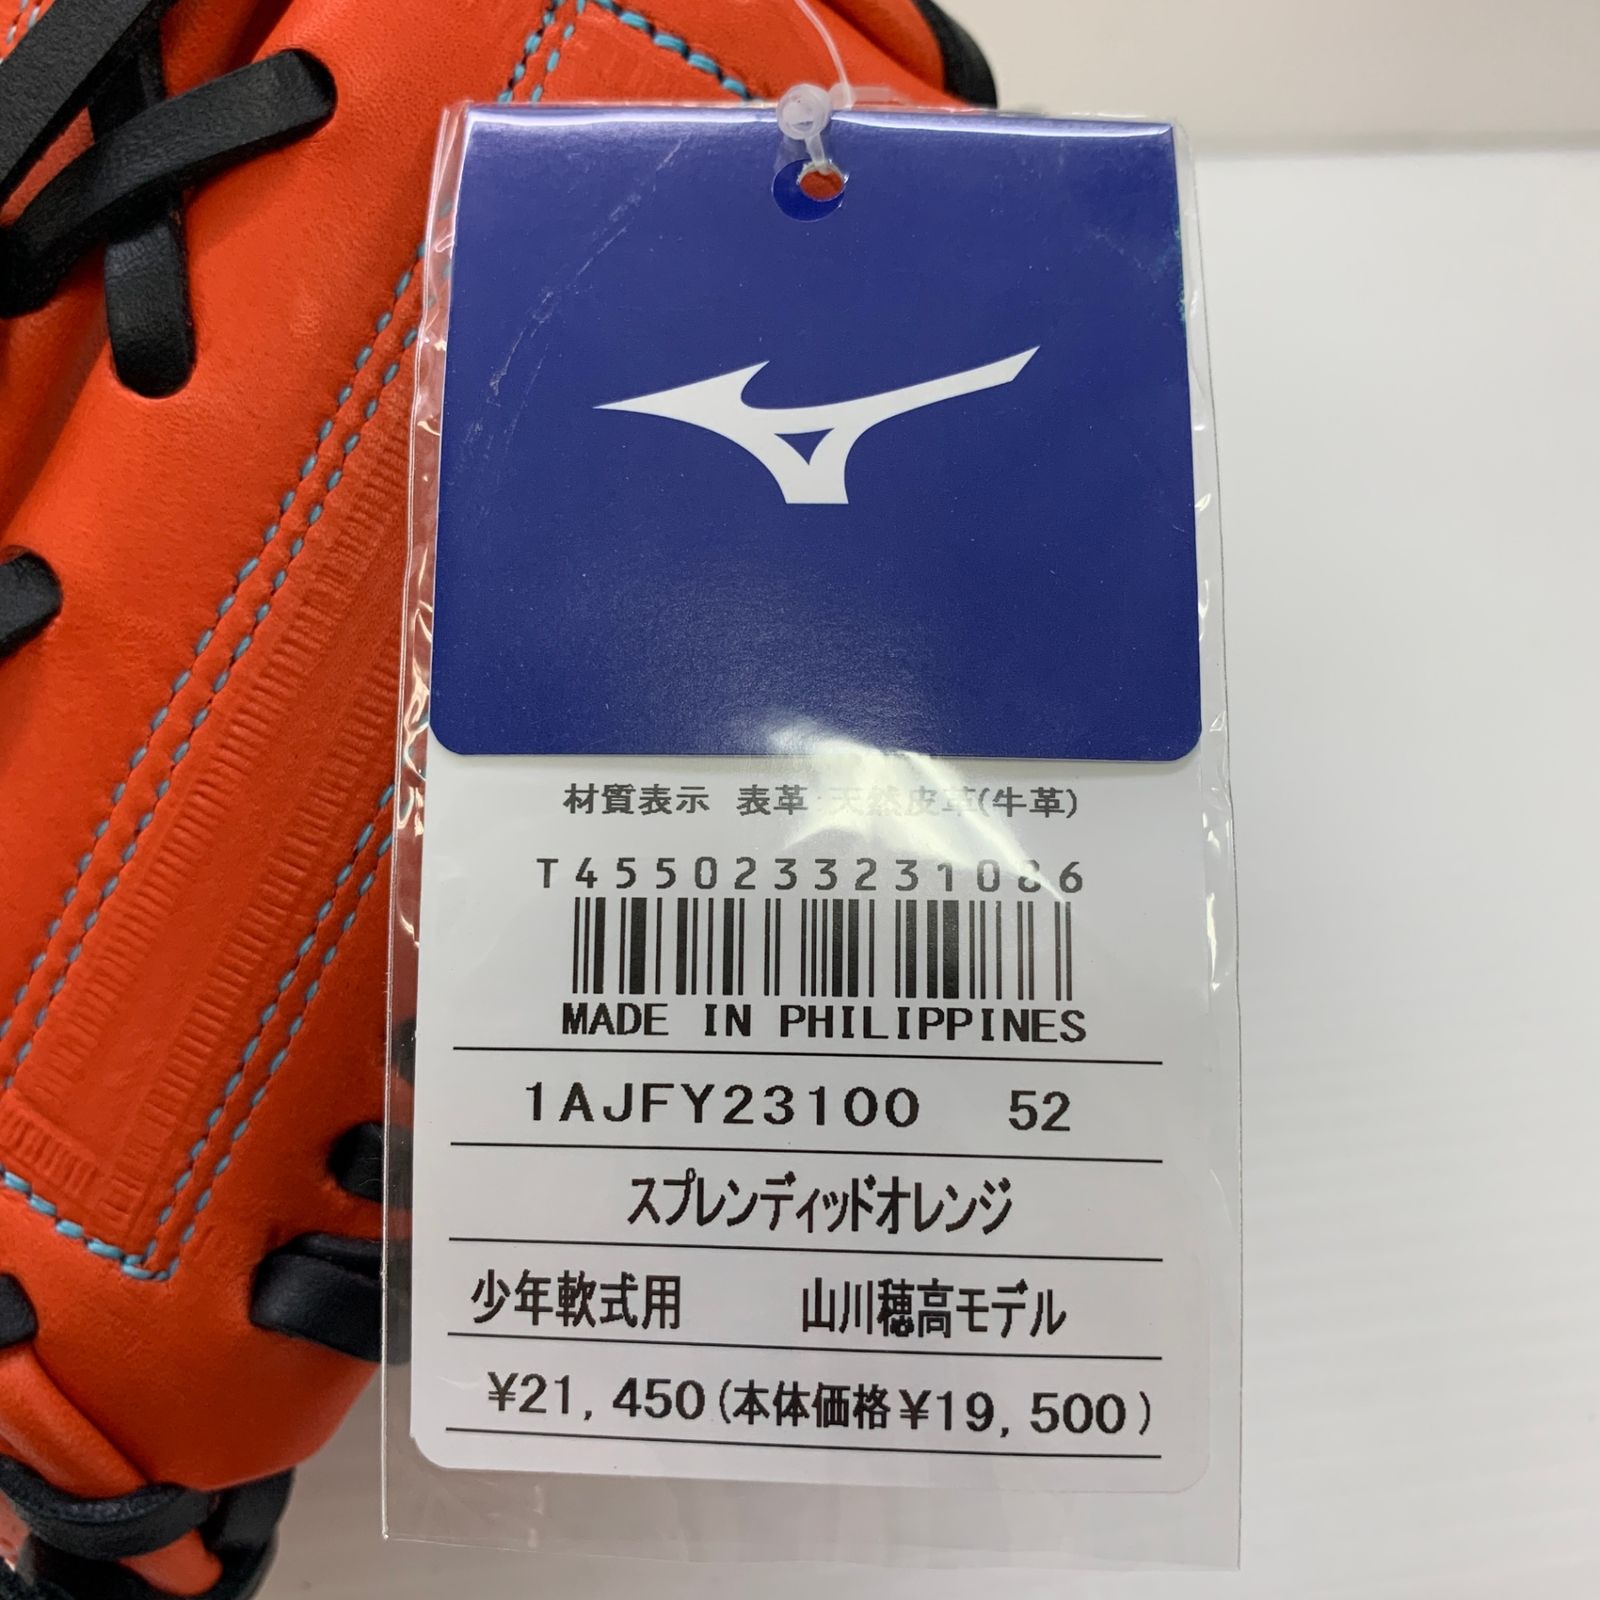 材質表示 表革 天然皮革(牛革)
T4550233231086
MADE IN PHILIPPINES
1AJFY23100 52
スプレンディッドオレンジ
少年軟式用 山川穂高モデル
¥21,450(本体価格¥19,500)